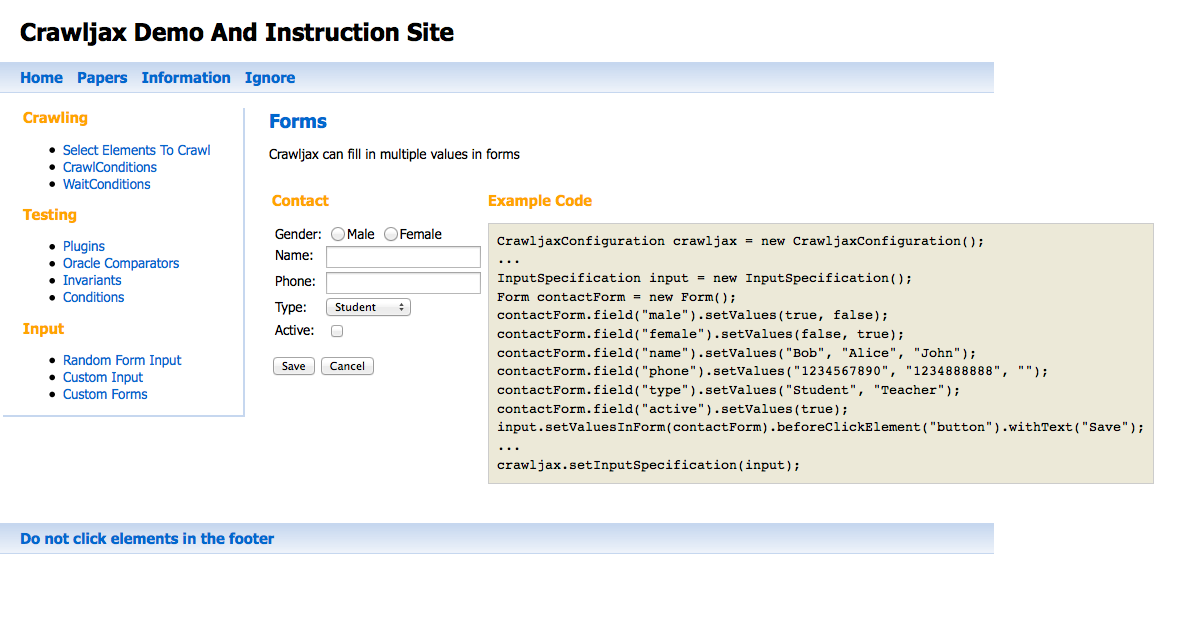 Crawljax Demo And Instruction Site
Home Papers Information Ignore
Crawling
Select Elements To Crawl
CrawlConditions
WaitConditions
Testing
Plugins
Oracle Comparators
Invariants
Conditions
Input
Random Form Input
Custom Input
Custom Forms
Forms
Crawljax can fill in multiple values in forms
Contact
Gender: Male Female
Name:
Phone:
Type: Student
Active:
Save Cancel
Example Code
CrawljaxConfiguration crawljax = new CrawljaxConfiguration();
...
InputSpecification input = new InputSpecification();
Form contactForm = new Form();
contactForm.field("male").setValues(true, false);
contactForm.field("female").setValues(false, true);
contactForm.field("name").setValues("Bob", "Alice", "John");
contactForm.field("phone").setValues("1234567890", "1234888888", "");
contactForm.field("type").setValues("Student", "Teacher");
contactForm.field("active").setValues(true);
input.setValuesInForm(contactForm).beforeClickElement("button").withText("Save");
...
crawljax.setInputSpecification(input);
Do not click elements in the footer